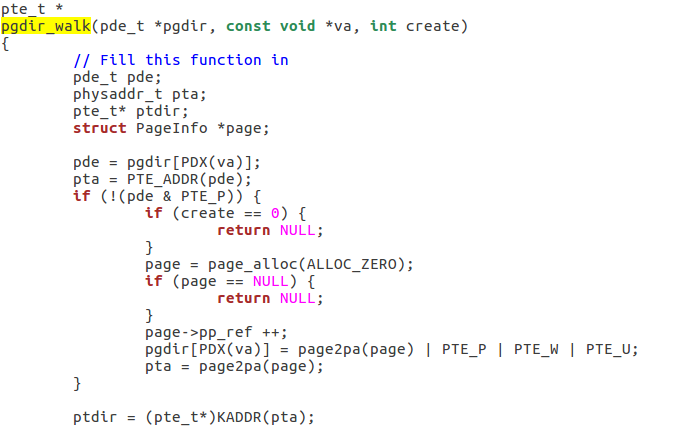 pte_t *
pgdir_walk(pde_t *pgdir, const void *va, int create)
{
        // Fill this function in
        pde_t pde;
        physaddr_t pta;
        pte_t* ptdir;
        struct PageInfo *page;

        pde = pgdir[PDX(va)];
        pta = PTE_ADDR(pde);
        if (!(pde & PTE_P)) {
                if (create == 0) {
                        return NULL;
                }
                page = page_alloc(ALLOC_ZERO);
                if (page == NULL) {
                        return NULL;
                }
                page->pp_ref ++;
                pgdir[PDX(va)] = page2pa(page) | PTE_P | PTE_W | PTE_U;
                pta = page2pa(page);
        }

        ptdir = (pte_t*)KADDR(pta);